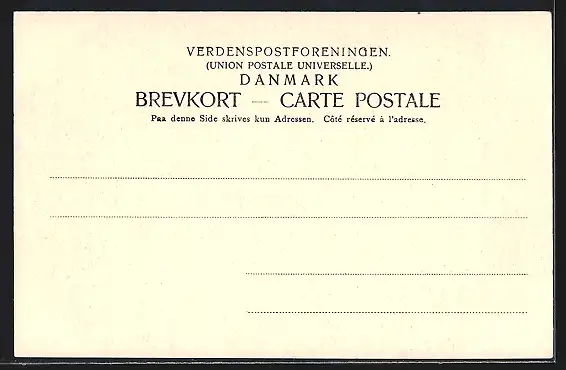 VERDENSPOSTFORENINGEN.
(UNION POSTALE UNIVERSELLE.)
DANMARK
BREVKORT — CARTE POSTALE
Paa denne Side skrives kun Adressen. Côté réservé à l'adresse.